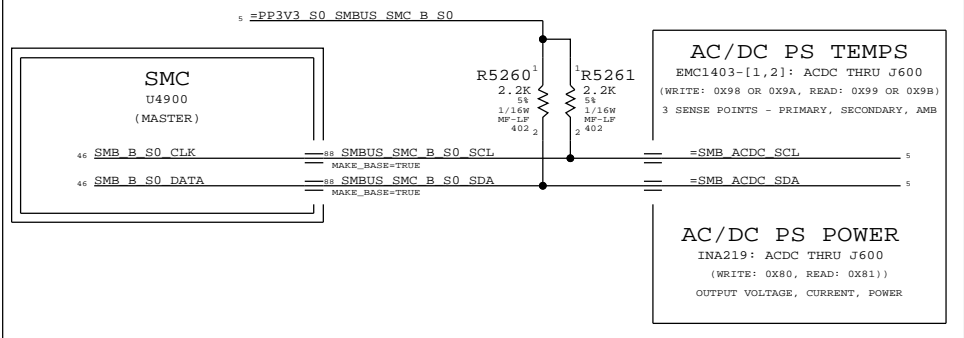 5 =PP3V3_S0_SMBUS_SMC_B_S0
SMC
U4900
(MASTER)
46 SMB_B_S0_CLK
46 SMB_B_S0_DATA
88 SMBUS_SMC_B_S0_SCL
MAKE_BASE=TRUE
88 SMBUS_SMC_B_S0_SDA
MAKE_BASE=TRUE
R5260 1
2.2K
5%
1/16W
MF-LF
402 2
1 R5261
2.2K
5%
1/16W
MF-LF
2 402
AC/DC PS TEMPS
EMC1403-[1,2]: ACDC THRU J600
(WRITE: 0X98 OR 0X9A, READ: 0X99 OR 0X9B)
3 SENSE POINTS - PRIMARY, SECONDARY, AMB
=SMB_ACDC_SCL 5
=SMB_ACDC_SDA 5
AC/DC PS POWER
INA219: ACDC THRU J600
(WRITE: 0X80, READ: 0X81))
OUTPUT VOLTAGE, CURRENT, POWER